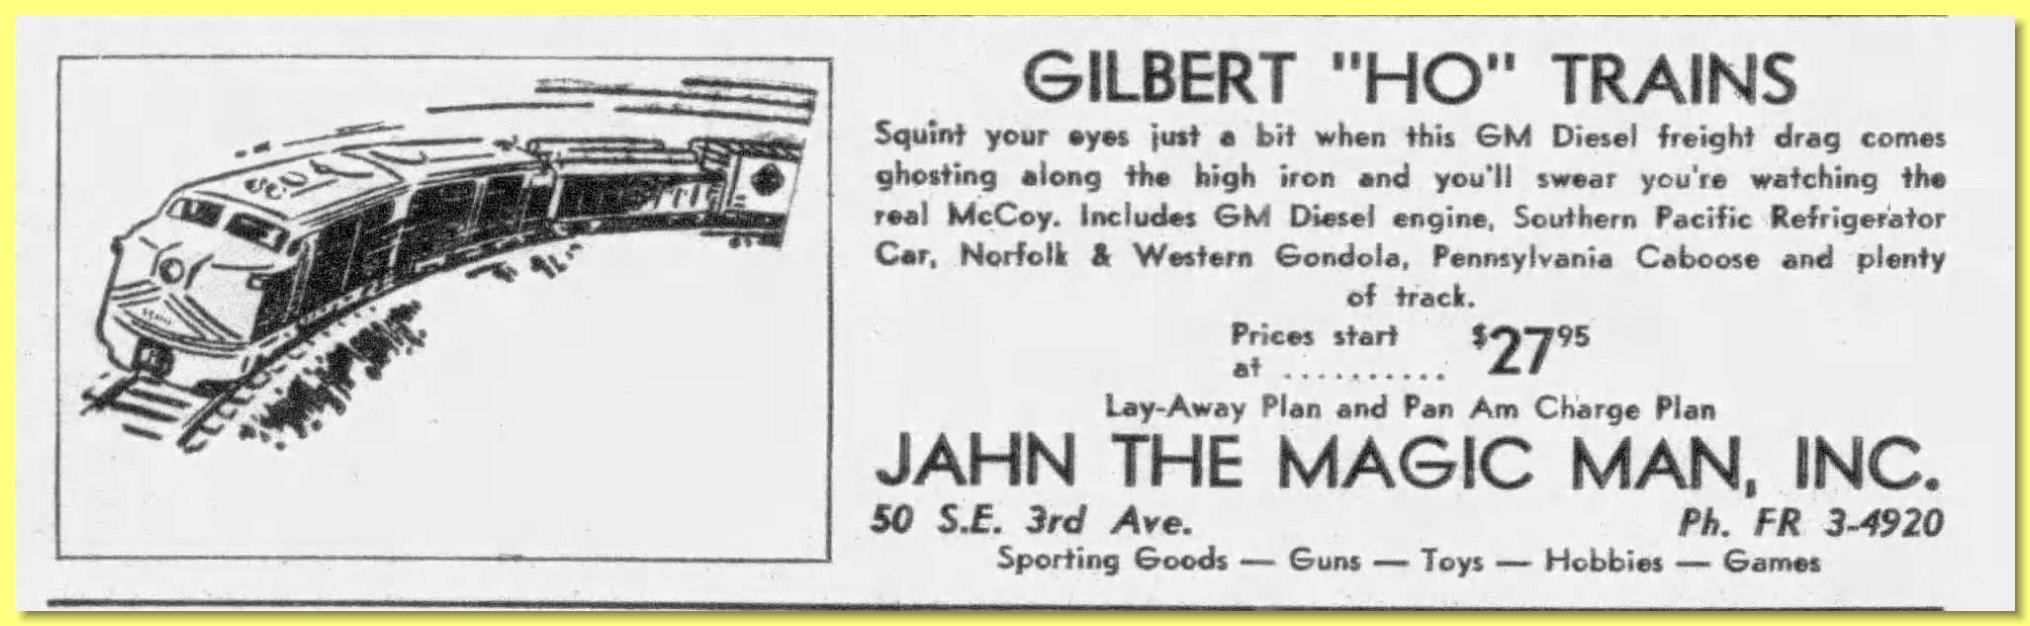 GILBERT "HO" TRAINS
Squint your eyes just a bit when this GM Diesel freight drag comes
ghosting along the high iron and you'll swear you're watching the
real McCoy. Includes GM Diesel engine, Southern Pacific Refrigerator
Car, Norfolk & Western Gondola, Pennsylvania Caboose and plenty
of track.
Prices start $27 95
at ..........
Lay-Away Plan and Pan Am Charge Plan
JAHN THE MAGIC MAN, INC.
50 S.E. 3rd Ave. Ph. FR 3-4920
Sporting Goods — Guns — Toys — Hobbies — Games